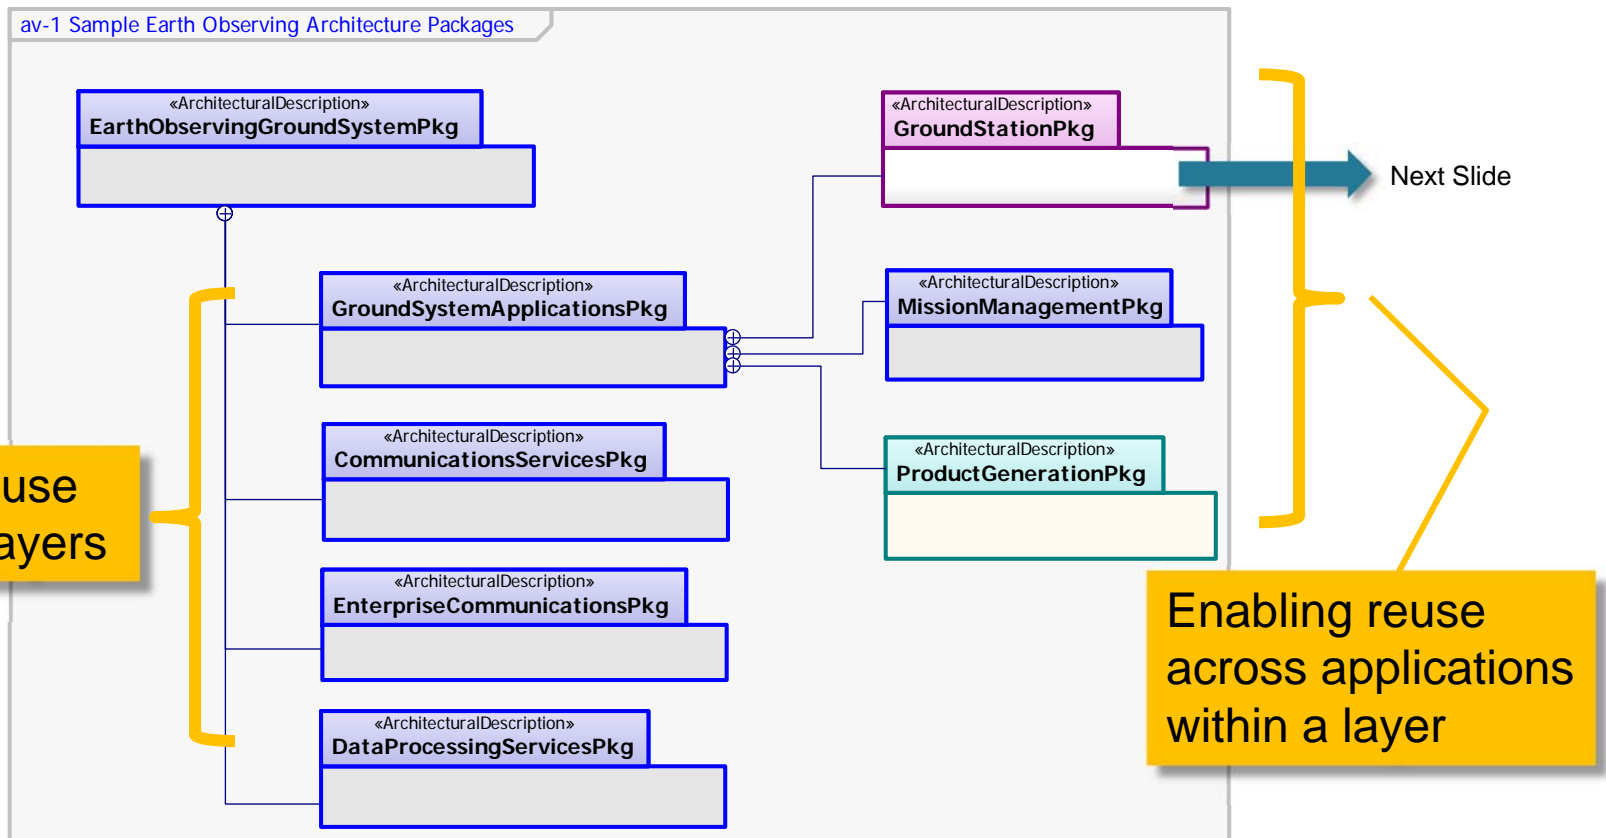 av-1 Sample Earth Observing Architecture Packages
«ArchitecturalDescription»
EarthObservingGroundSystemPkg
«ArchitecturalDescription»
GroundStationPkg
Next Slide
«ArchitecturalDescription»
GroundSystemApplicationsPkg
«ArchitecturalDescription»
MissionManagementPkg
«ArchitecturalDescription»
CommunicationsServicesPkg
«ArchitecturalDescription»
ProductGenerationPkg
use
ayers
«ArchitecturalDescription»
EnterpriseCommunicationsPkg
«ArchitecturalDescription»
DataProcessingServicesPkg
Enabling reuse
across applications
within a layer